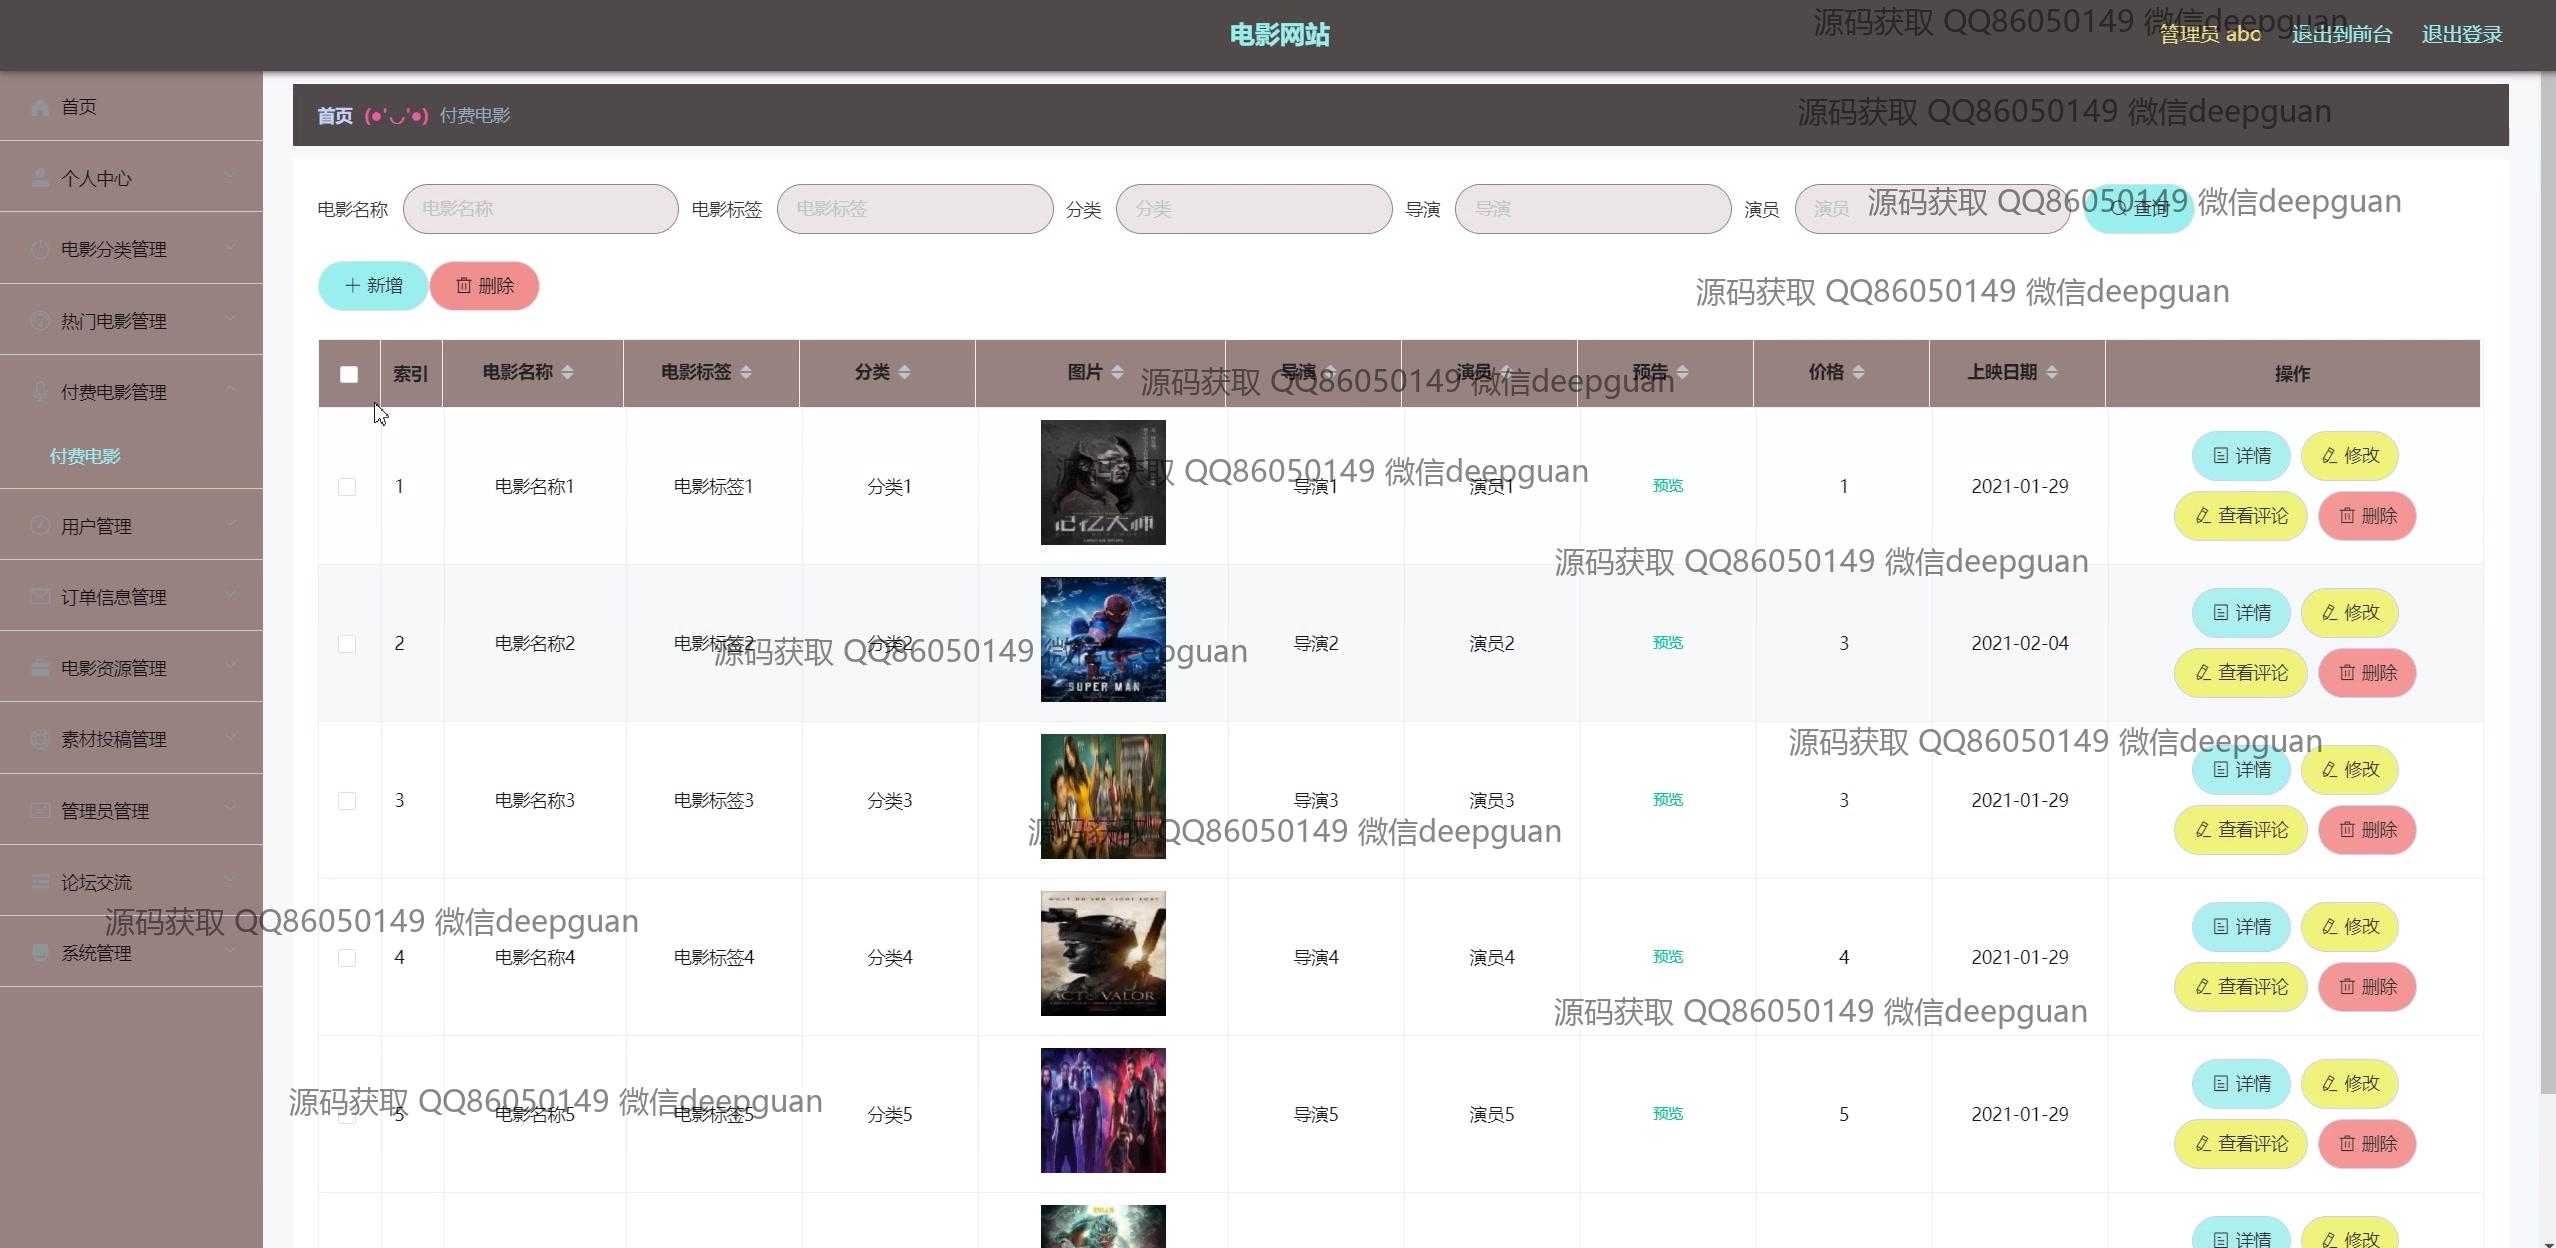 电影网站
源码获取 QQ86050149 微信deepguan
管理员 abo 退出到前台 退出登录
首页
个人中心
电影分类管理
热门电影管理
付费电影管理
付费电影
用户管理
订单信息管理
电影资源管理
素材投稿管理
管理员管理
论坛交流
系统管理
首页 (●'◡'●) 付费电影
源码获取 QQ86050149 微信deepguan
电影名称 电影名称 电影标签 电影标签 分类 分类 导演 导演 演员 演员 查询
源码获取 QQ86050149 微信deepguan
新增 删除
源码获取 QQ86050149 微信deepguan
索引 电影名称 电影标签 分类 图片 导演 演员 预告 价格 上映日期 操作
源码获取 QQ86050149 微信deepguan
1 电影名称1 电影标签1 分类1 导演1 演员1 预览 1 2021-01-29 详情 修改
查看评论 删除
记忆大师
源码获取 QQ86050149 微信deepguan
源码获取 QQ86050149 微信deepguan
2 电影名称2 电影标签2 分类2 导演2 演员2 预览 3 2021-02-04 详情 修改
查看评论 删除
SUPER MAN
源码获取 QQ86050149 微信deepguan
源码获取 QQ86050149 微信deepguan
3 电影名称3 电影标签3 分类3 导演3 演员3 预览 3 2021-01-29 详情 修改
查看评论 删除
源码获取 QQ86050149 微信deepguan
源码获取 QQ86050149 微信deepguan
4 电影名称4 电影标签4 分类4 导演4 演员4 预览 4 2021-01-29 详情 修改
查看评论 删除
ACT OF VALOR
源码获取 QQ86050149 微信deepguan
5 电影名称5 电影标签5 分类5 导演5 演员5 预览 5 2021-01-29 详情 修改
查看评论 删除
源码获取 QQ86050149 微信deepguan
详情 修改